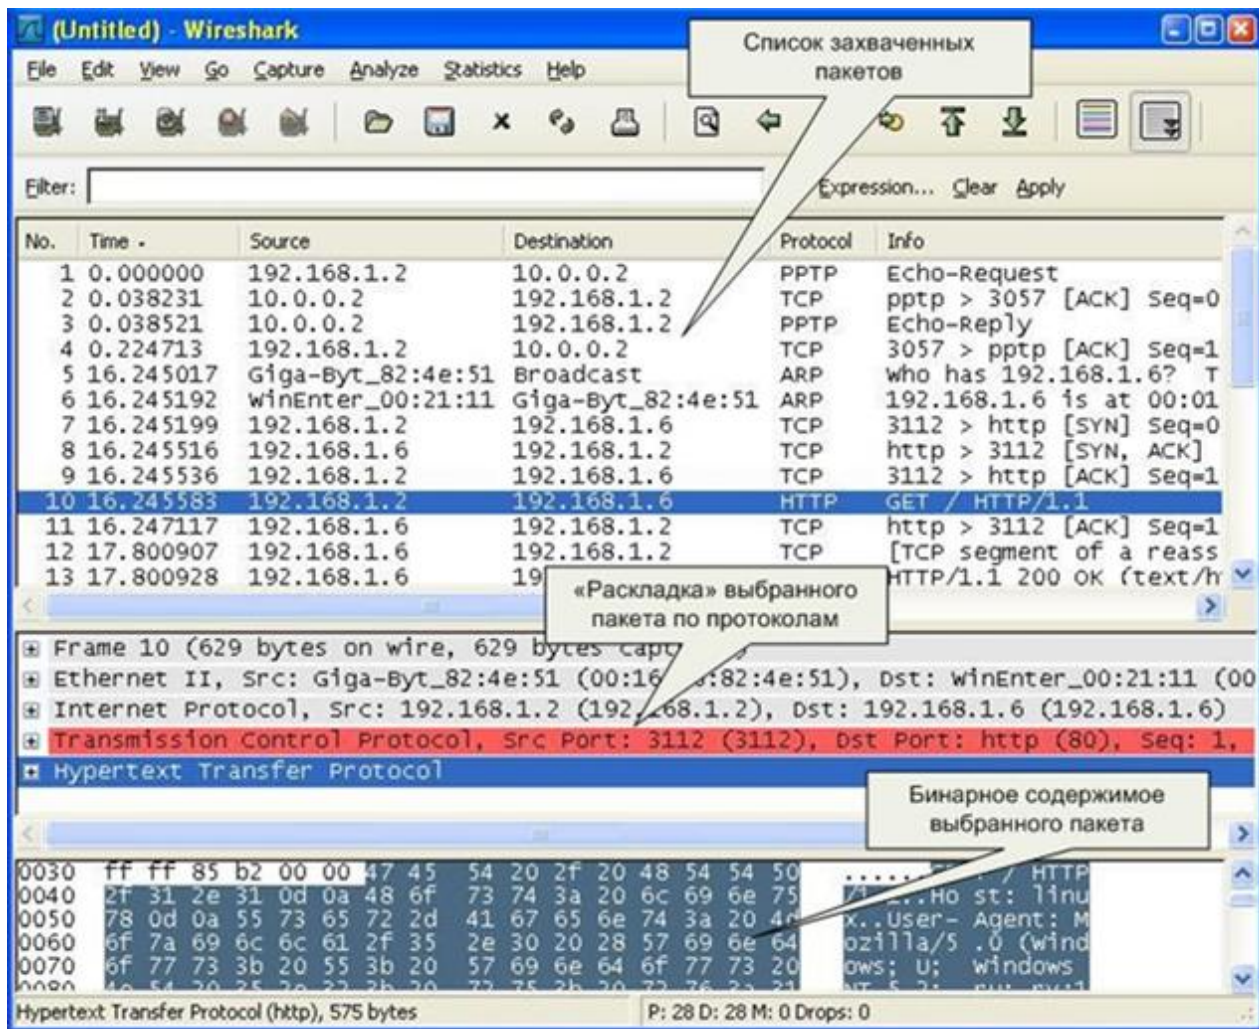 (Untitled) - Wireshark
Список захваченных
пакетов
File Edit View Go Capture Analyze Statistics Help
Filter: Expression... Clear Apply
No. Time Source Destination Protocol Info
1 0.000000 192.168.1.2 10.0.0.2 PPTP Echo-Request
2 0.038231 10.0.0.2 192.168.1.2 TCP pptp > 3057 [ACK] Seq=0
3 0.038521 10.0.0.2 192.168.1.2 PPTP Echo-Reply
4 0.224713 192.168.1.2 10.0.0.2 TCP 3057 > pptp [ACK] Seq=1
5 16.245017 Giga-Byt_82:4e:51 Broadcast ARP who has 192.168.1.6? T
6 16.245192 WinEnter_00:21:11 Giga-Byt_82:4e:51 ARP 192.168.1.6 is at 00:01
7 16.245199 192.168.1.2 192.168.1.6 TCP 3112 > http [SYN] Seq=0
8 16.245516 192.168.1.6 192.168.1.2 TCP http > 3112 [SYN, ACK]
9 16.245536 192.168.1.2 192.168.1.6 TCP 3112 > http [ACK] Seq=1
10 16.245583 192.168.1.2 192.168.1.6 HTTP GET / HTTP/1.1
11 16.247117 192.168.1.6 192.168.1.2 TCP http > 3112 [ACK] Seq=1
12 17.800907 192.168.1.6 192.168.1.2 TCP [TCP segment of a reass
13 17.800928 192.168.1.6 19 HTTP/1.1 200 OK (text/h
«Раскладка» выбранного
пакета по протоколам
Frame 10 (629 bytes on wire, 629 bytes
Ethernet II, Src: Giga-Byt_82:4e:51 (00:16 :82:4e:51), Dst: WinEnter_00:21:11 (00
Internet Protocol, Src: 192.168.1.2 (192.168.1.2), Dst: 192.168.1.6 (192.168.1.6)
Transmission Control Protocol, Src Port: 3112 (3112), Dst Port: http (80), Seq: 1,
Hypertext Transfer Protocol
Бинарное содержимое
выбранного пакета
0030 ff ff 85 b2 00 00 47 45 54 20 2f 20 48 54 54 50 ...... / HTTP
0040 2f 31 2e 31 0d 0a 48 6f 73 74 3a 20 6c 69 6e 75 /1 ..Ho st: linu
0050 78 0d 0a 55 73 65 72 2d 41 67 65 6e 74 3a 20 4d x..User- Agent: M
0060 6f 7a 69 6c 6c 61 2f 35 2e 30 20 28 57 69 6e 64 ozilla/5 .0 (Wind
0070 6f 77 73 3b 20 55 3b 20 57 69 6e 64 6f 77 73 20 ows; U; Windows
Hypertext Transfer Protocol (http), 575 bytes P: 28 D: 28 M: 0 Drops: 0